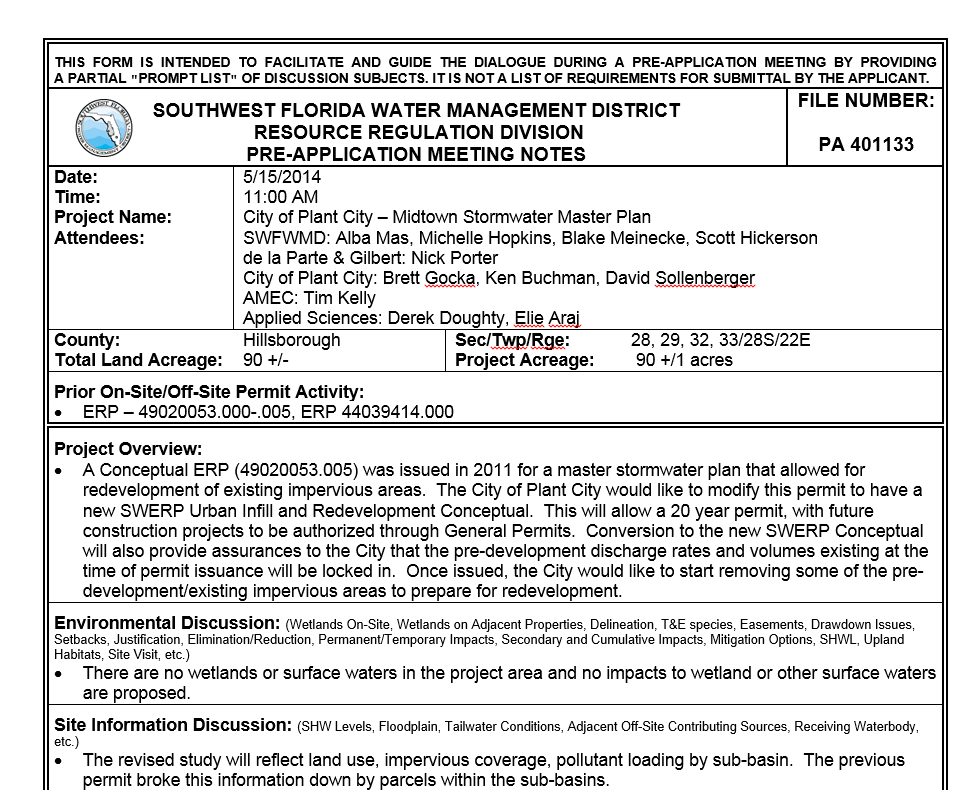 THIS FORM IS INTENDED TO FACILITATE AND GUIDE THE DIALOGUE DURING A PRE-APPLICATION MEETING BY PROVIDING
A PARTIAL "PROMPT LIST" OF DISCUSSION SUBJECTS. IT IS NOT A LIST OF REQUIREMENTS FOR SUBMITTAL BY THE APPLICANT.
SOUTHWEST FLORIDA WATER MANAGEMENT DISTRICT
RESOURCE REGULATION DIVISION
PRE-APPLICATION MEETING NOTES
FILE NUMBER:
PA 401133
Date: 5/15/2014
Time: 11:00 AM
Project Name: City of Plant City – Midtown Stormwater Master Plan
Attendees: SWFWMD: Alba Mas, Michelle Hopkins, Blake Meinecke, Scott Hickerson
de la Parte & Gilbert: Nick Porter
City of Plant City: Brett Gocka, Ken Buchman, David Sollenberger
AMEC: Tim Kelly
Applied Sciences: Derek Doughty, Elie Araj
County: Hillsborough Sec/Twp/Rge: 28, 29, 32, 33/28S/22E
Total Land Acreage: 90 +/- Project Acreage: 90 +/1 acres
Prior On-Site/Off-Site Permit Activity:
• ERP – 49020053.000-.005, ERP 44039414.000
Project Overview:
• A Conceptual ERP (49020053.005) was issued in 2011 for a master stormwater plan that allowed for
redevelopment of existing impervious areas. The City of Plant City would like to modify this permit to have a
new SWERP Urban Infill and Redevelopment Conceptual. This will allow a 20 year permit, with future
construction projects to be authorized through General Permits. Conversion to the new SWERP Conceptual
will also provide assurances to the City that the pre-development discharge rates and volumes existing at the
time of permit issuance will be locked in. Once issued, the City would like to start removing some of the pre-
development/existing impervious areas to prepare for redevelopment.
Environmental Discussion: (Wetlands On-Site, Wetlands on Adjacent Properties, Delineation, T&E species, Easements, Drawdown Issues,
Setbacks, Justification, Elimination/Reduction, Permanent/Temporary Impacts, Secondary and Cumulative Impacts, Mitigation Options, SHWL, Upland
Habitats, Site Visit, etc.)
• There are no wetlands or surface waters in the project area and no impacts to wetland or other surface waters
are proposed.
Site Information Discussion: (SHW Levels, Floodplain, Tailwater Conditions, Adjacent Off-Site Contributing Sources, Receiving Waterbody,
etc.)
• The revised study will reflect land use, impervious coverage, pollutant loading by sub-basin. The previous
permit broke this information down by parcels within the sub-basins.